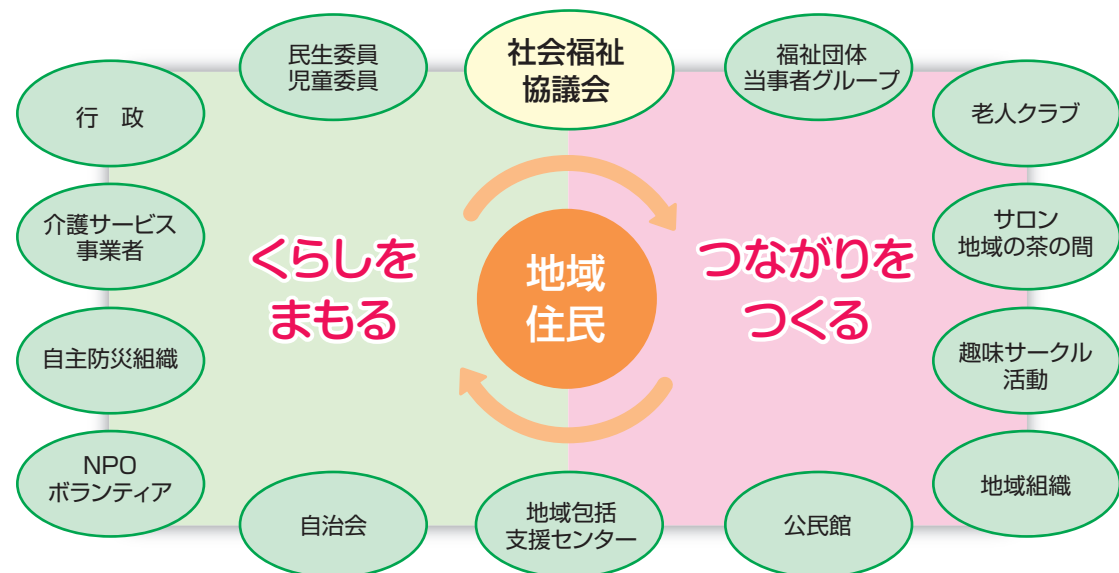 民生委員
児童委員
社会福祉
協議会
福祉団体
当事者グループ
行　政
老人クラブ
介護サービス
事業者
サロン
地域の茶の間
くらしを
まもる
地域
住民
つながりを
つくる
自主防災組織
趣味サークル
活動
NPO
ボランティア
地域組織
自治会
地域包括
支援センター
公民館